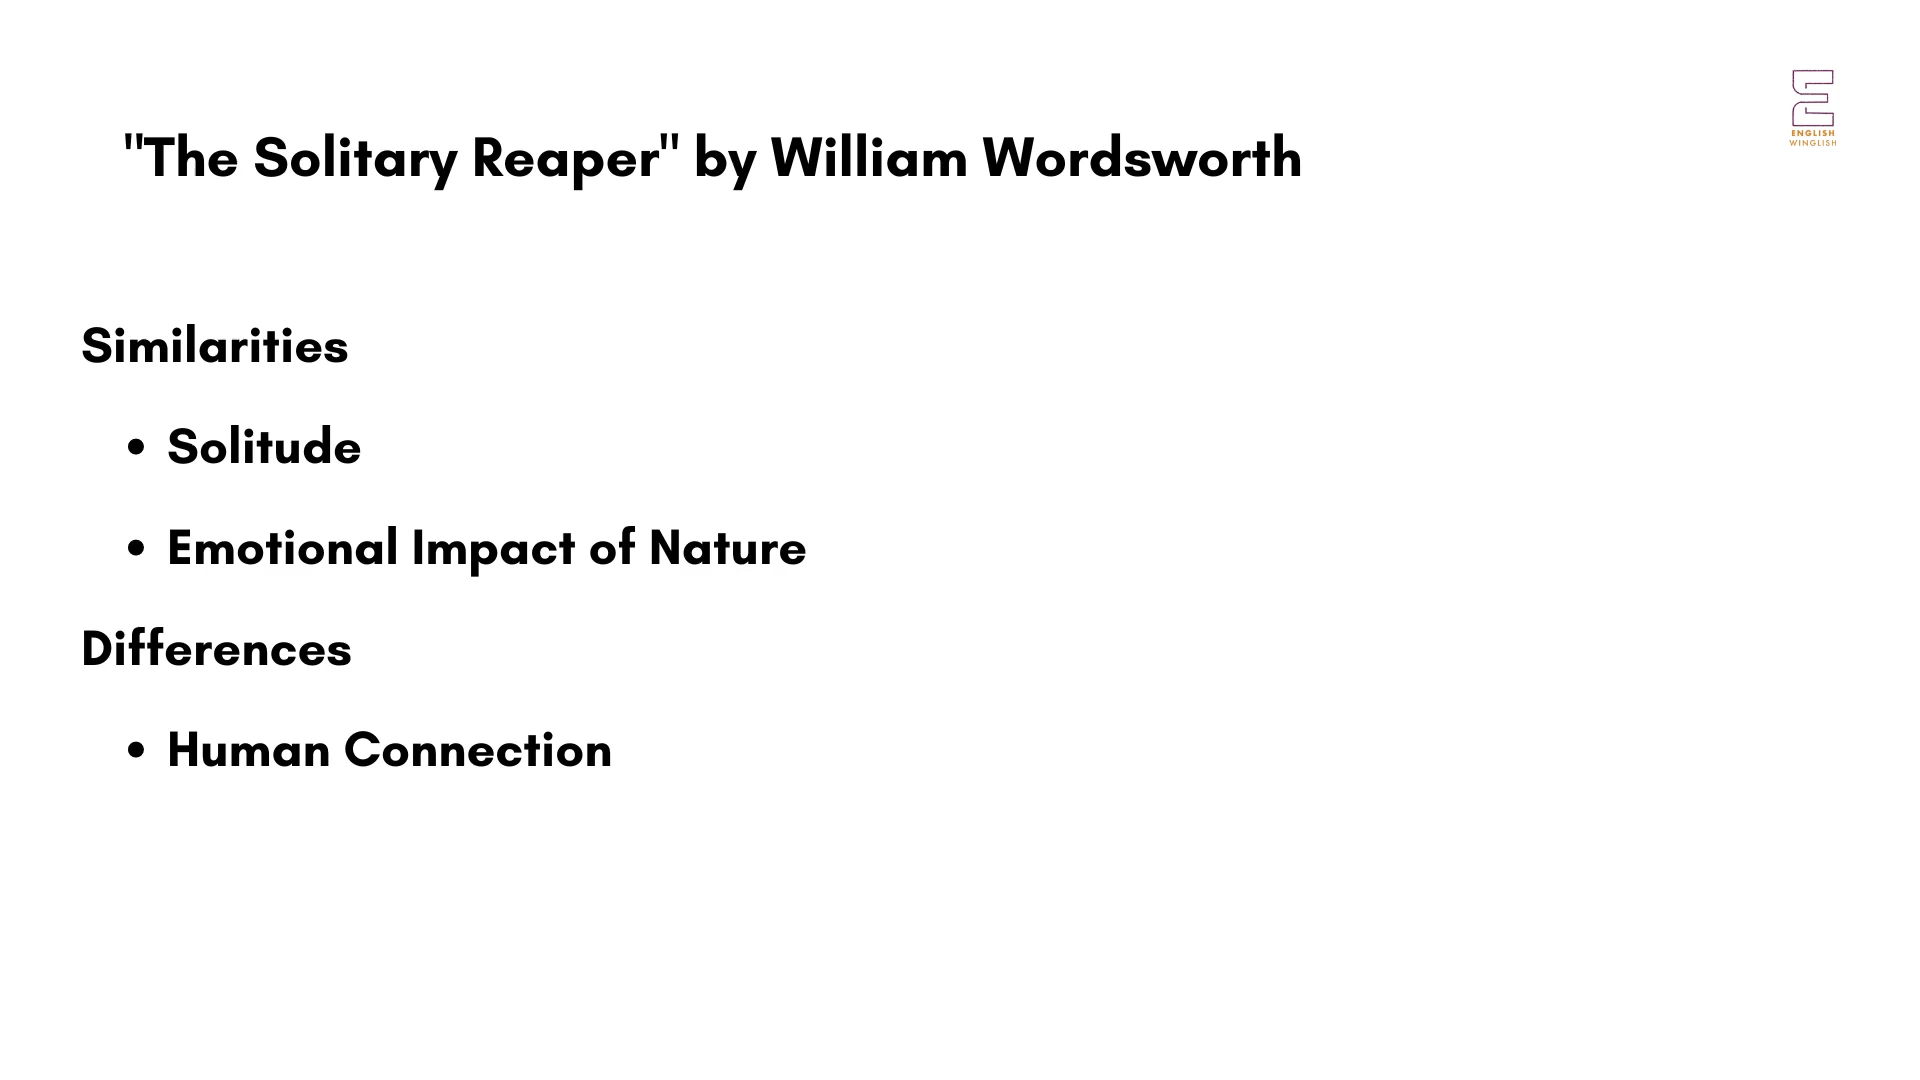 "The Solitary Reaper" by William Wordsworth
ENGLISH
WINGLISH
Similarities
• Solitude
• Emotional Impact of Nature
Differences
• Human Connection